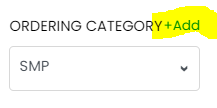 ORDERING CATEGORY+Add
SMP